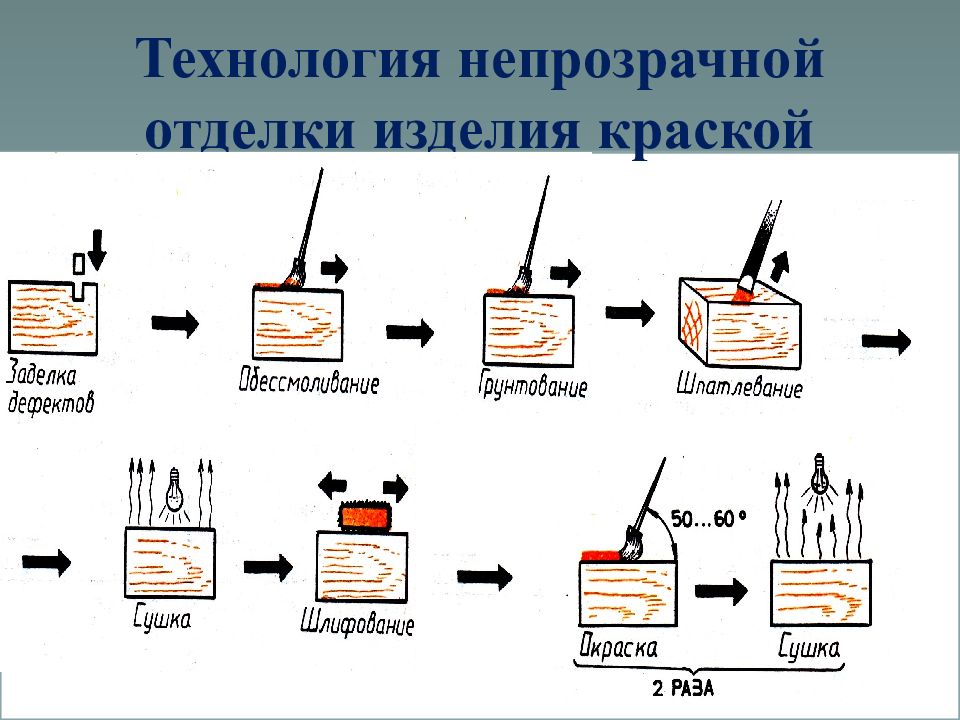 Технология непрозрачной
отделки изделия краской
Заделка
дефектов
Обессмоливание
Грунтование
Шпатлевание
Сушка
Шлифование
50...60°
Окраска
Сушка
2 РАЗА